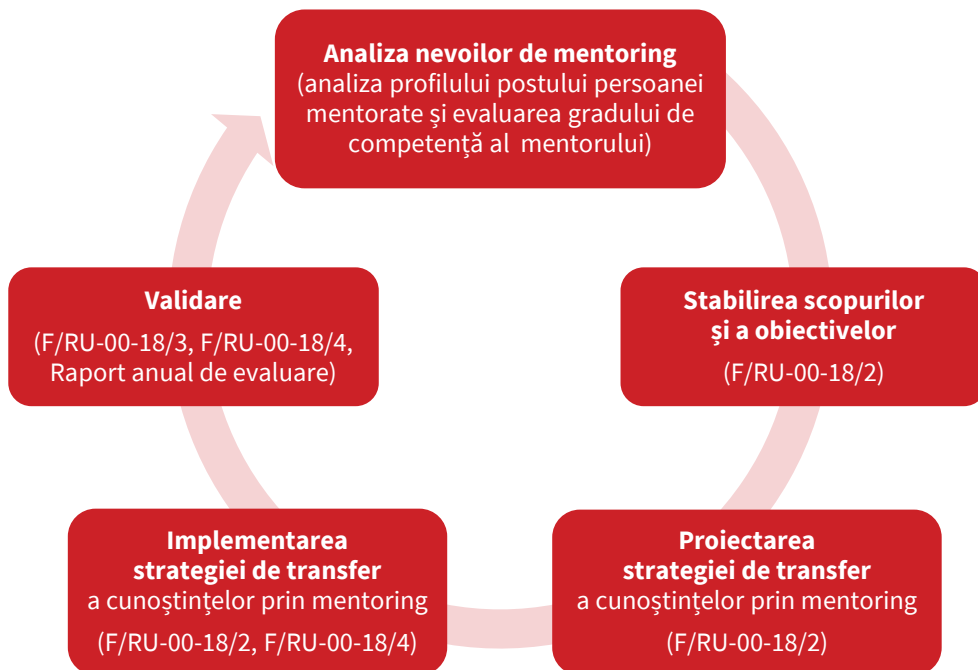 Analiza nevoilor de mentoring
(analiza profilului postului persoanei
mentorate și evaluarea gradului de
competență al mentorului)
Stabilirea scopurilor
și a obiectivelor
(F/RU-00-18/2)
Proiectarea
strategiei de transfer
a cunoștințelor prin mentoring
(F/RU-00-18/2)
Implementarea
strategiei de transfer
a cunoștințelor prin mentoring
(F/RU-00-18/2, F/RU-00-18/4)
Validare
(F/RU-00-18/3, F/RU-00-18/4,
Raport anual de evaluare)